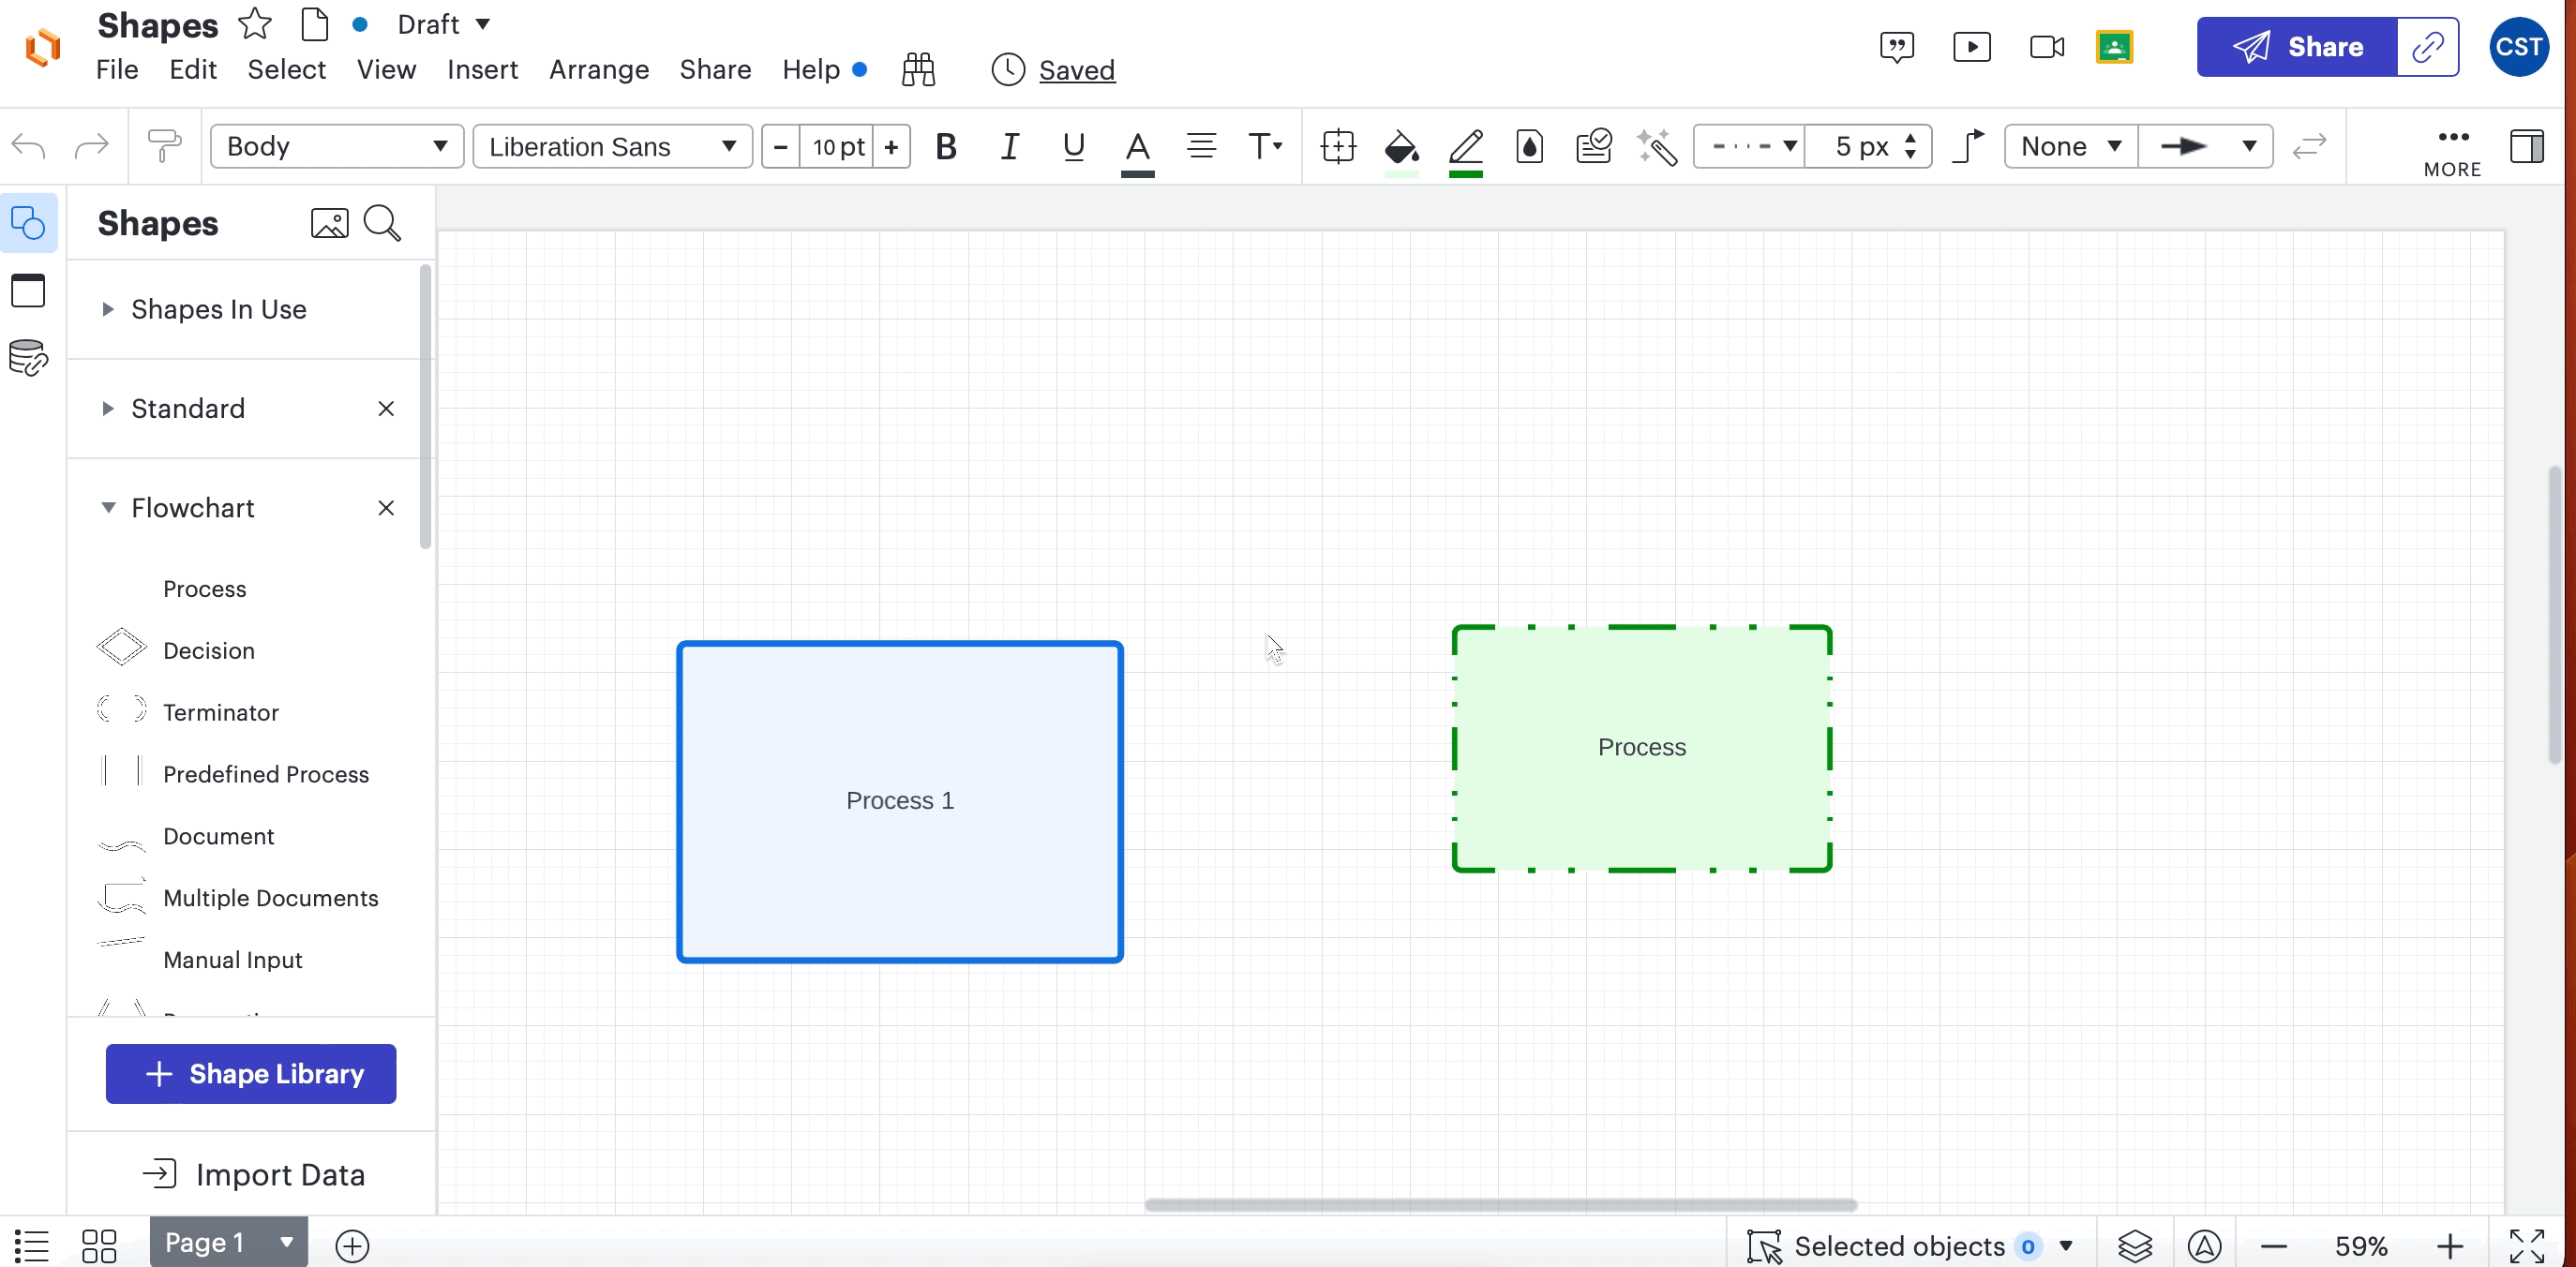 Shapes
Draft
CST
Share
File Edit Select View Insert Arrange Share Help Saved
Body
Liberation Sans
10 pt
B I U A T
5 px
None
MORE
Shapes
Shapes In Use
Standard
Flowchart
Process
Decision
Terminator
Predefined Process
Document
Multiple Documents
Manual Input
Shape Library
Import Data
Process 1
Process
Page 1
Selected objects 0
59%